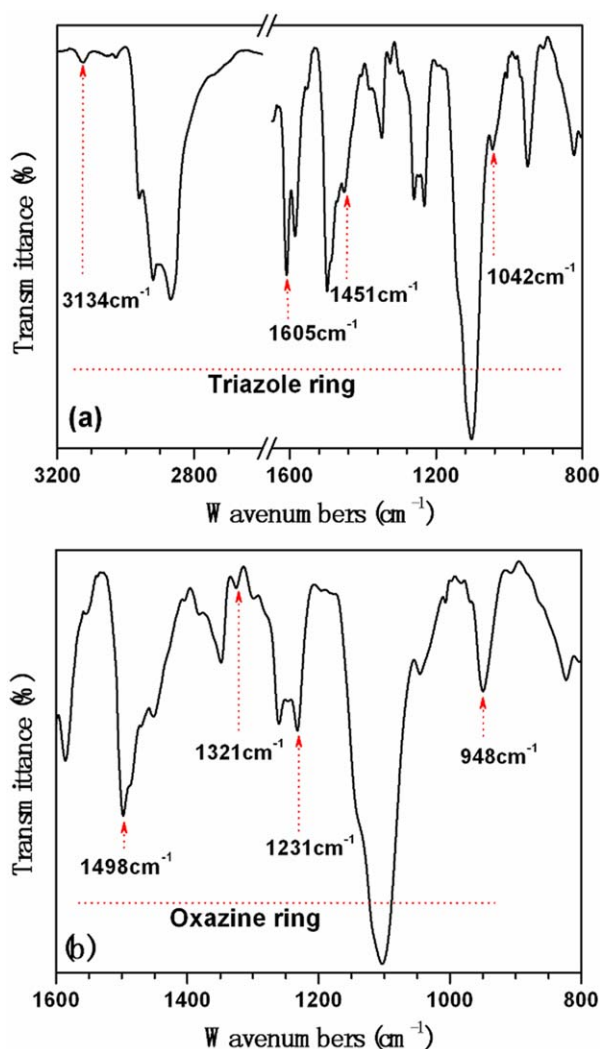 3134cm⁻¹
1605cm⁻¹
1451cm⁻¹
1042cm⁻¹
Triazole ring
(a)
Transmittance (%)
3200 2800 1600 1200 800
Wavenumbers (cm⁻¹)
1498cm⁻¹
1321cm⁻¹
1231cm⁻¹
948cm⁻¹
Oxazine ring
(b)
Transmittance (%)
1600 1400 1200 1000 800
Wavenumbers (cm⁻¹)